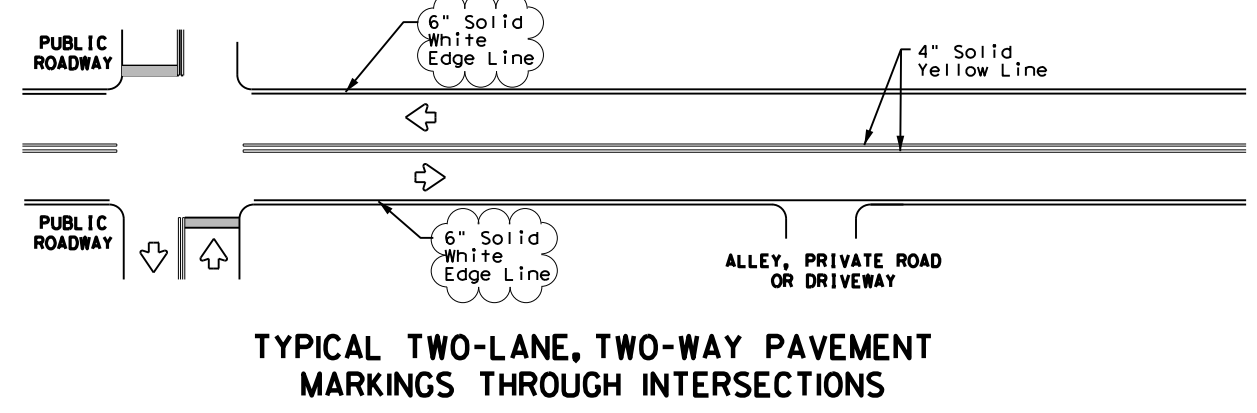 PUBLIC
ROADWAY
6" Solid
White
Edge Line
4" Solid
Yellow Line
PUBLIC
ROADWAY
6" Solid
White
Edge Line
ALLEY, PRIVATE ROAD
OR DRIVEWAY
TYPICAL TWO-LANE, TWO-WAY PAVEMENT
MARKINGS THROUGH INTERSECTIONS